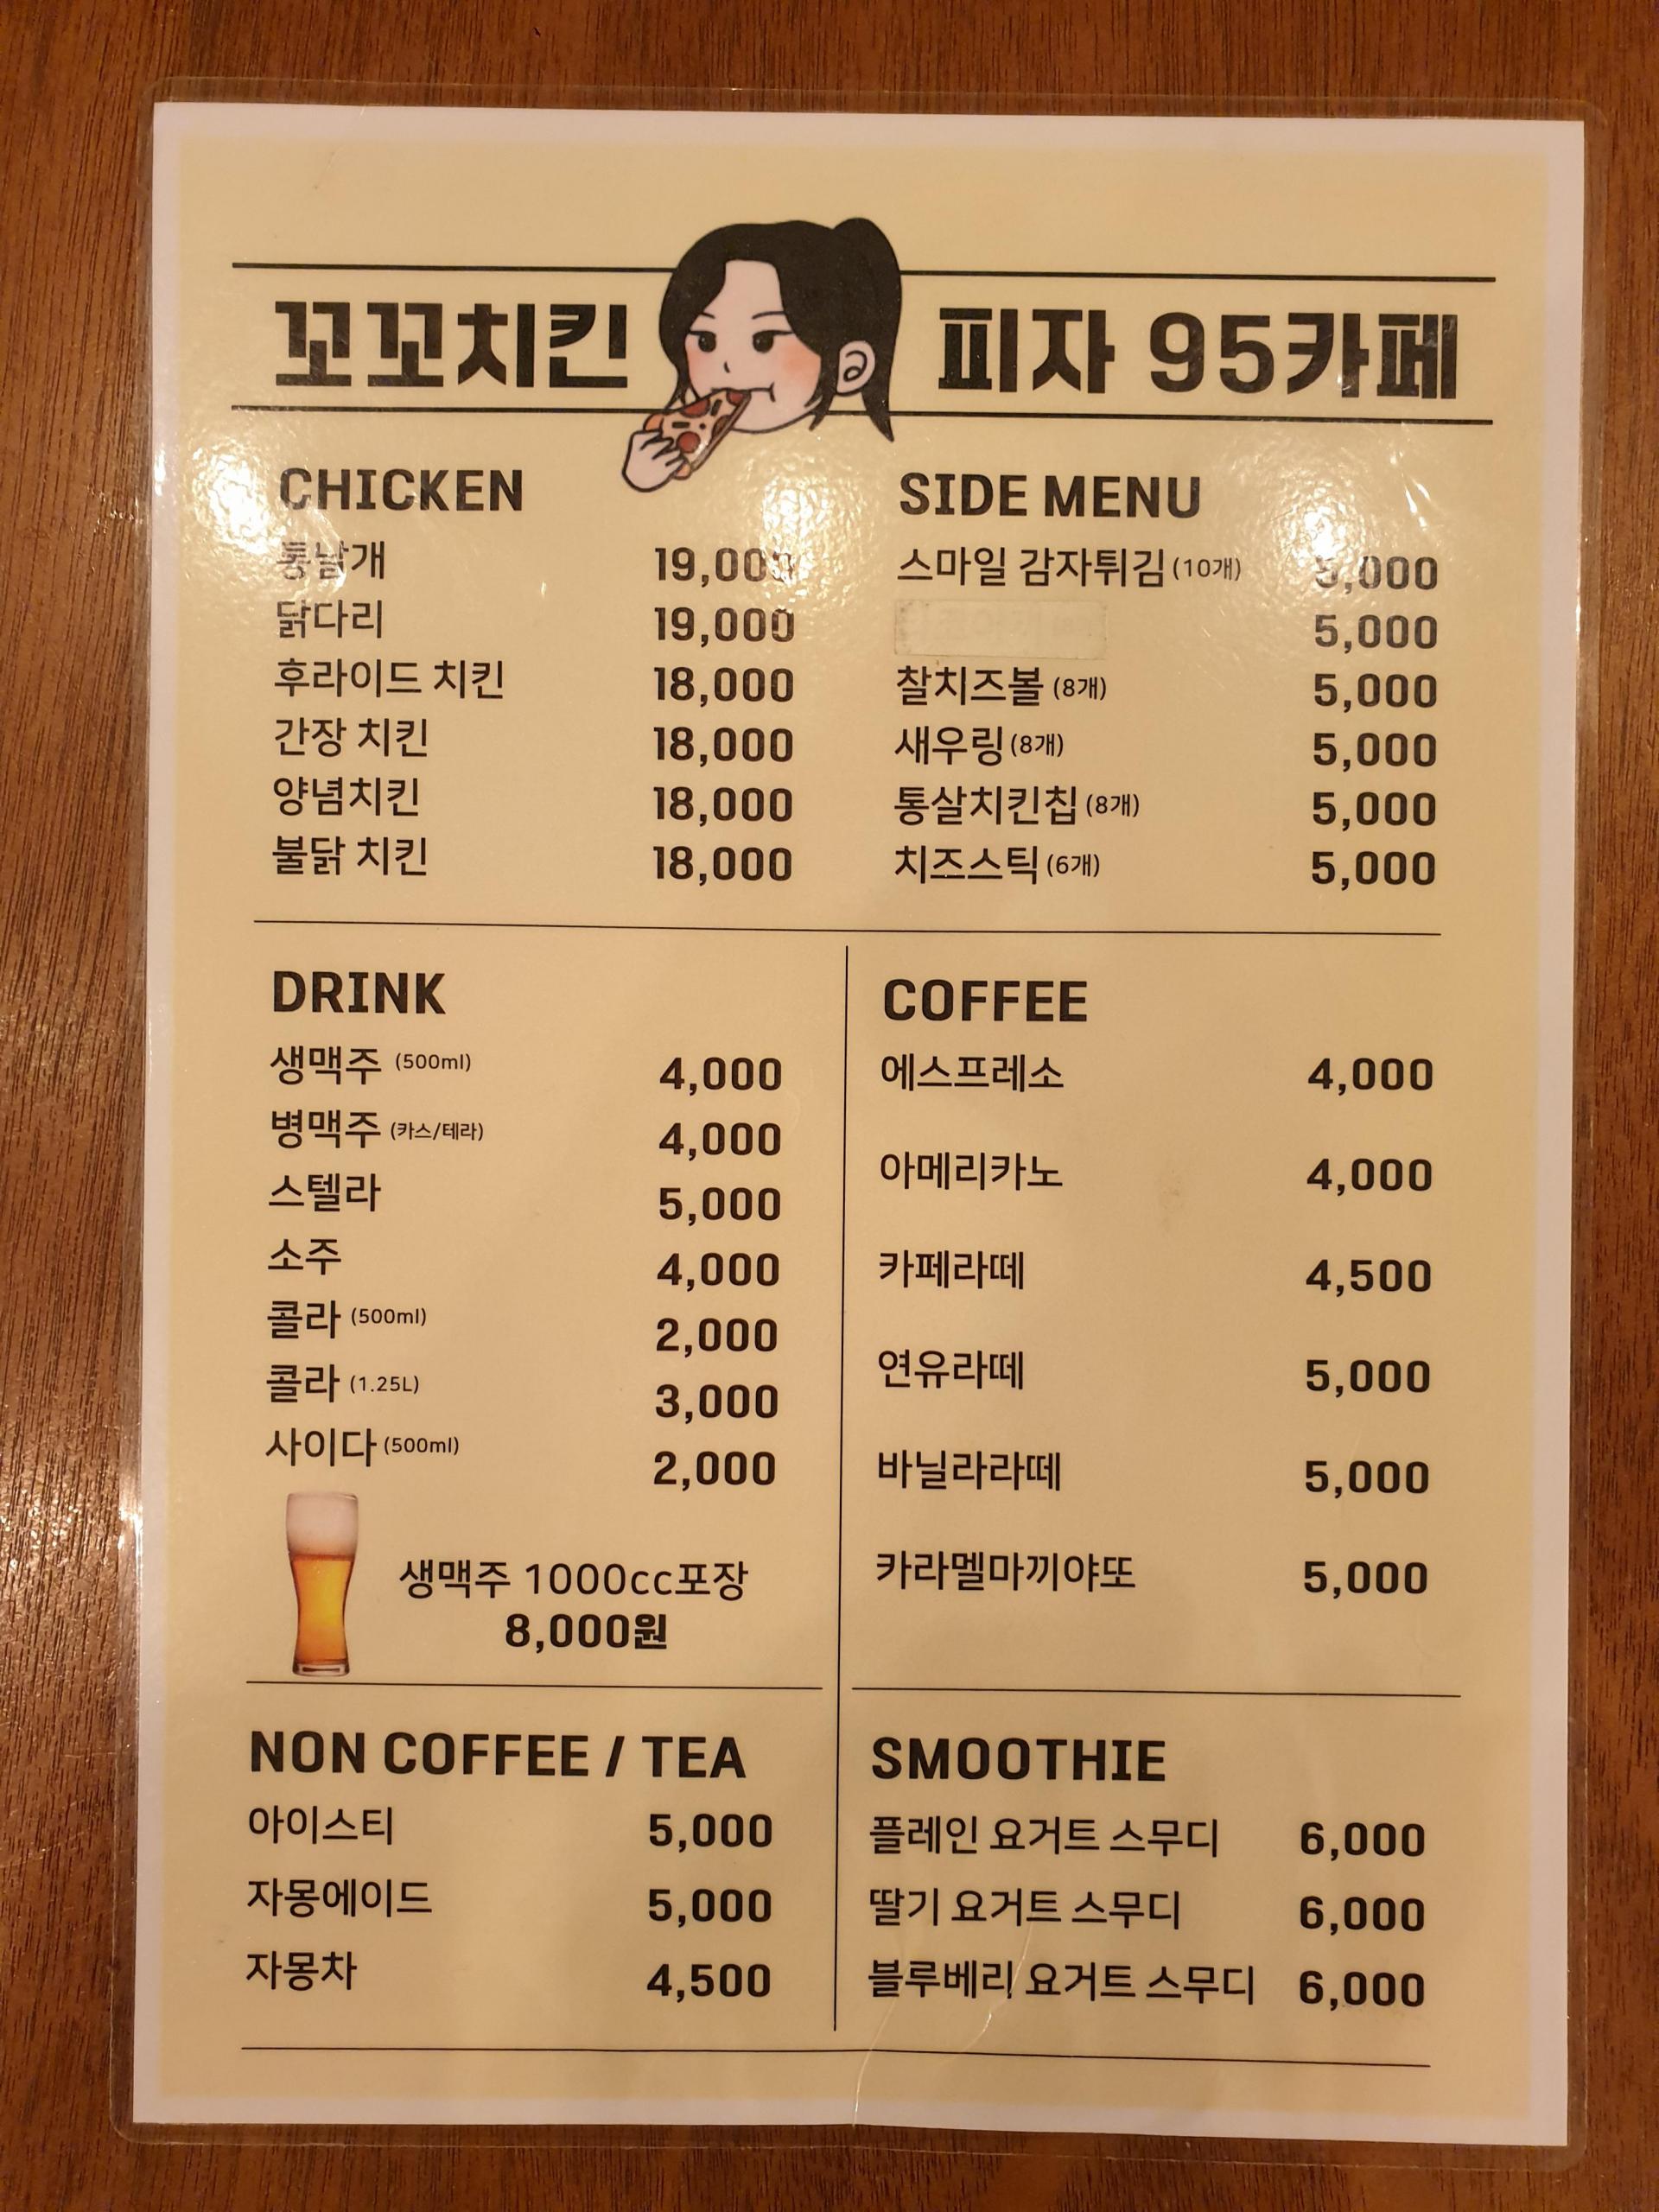 꼬꼬치킨 피자 95카페
CHICKEN
통날개 19,000
닭다리 19,000
후라이드 치킨 18,000
간장 치킨 18,000
양념치킨 18,000
불닭 치킨 18,000
SIDE MENU
스마일 감자튀김 (10개) 5,000
5,000
찰치즈볼 (8개) 5,000
새우링 (8개) 5,000
통살치킨칩 (8개) 5,000
치즈스틱 (6개) 5,000
DRINK
생맥주 (500ml) 4,000
병맥주 (카스/테라) 4,000
스텔라 5,000
소주 4,000
콜라 (500ml) 2,000
콜라 (1.25L) 3,000
사이다 (500ml) 2,000
생맥주 1000cc포장
8,000원
COFFEE
에스프레소 4,000
아메리카노 4,000
카페라떼 4,500
연유라떼 5,000
바닐라라떼 5,000
카라멜마끼야또 5,000
NON COFFEE / TEA
아이스티 5,000
자몽에이드 5,000
자몽차 4,500
SMOOTHIE
플레인 요거트 스무디 6,000
딸기 요거트 스무디 6,000
블루베리 요거트 스무디 6,000